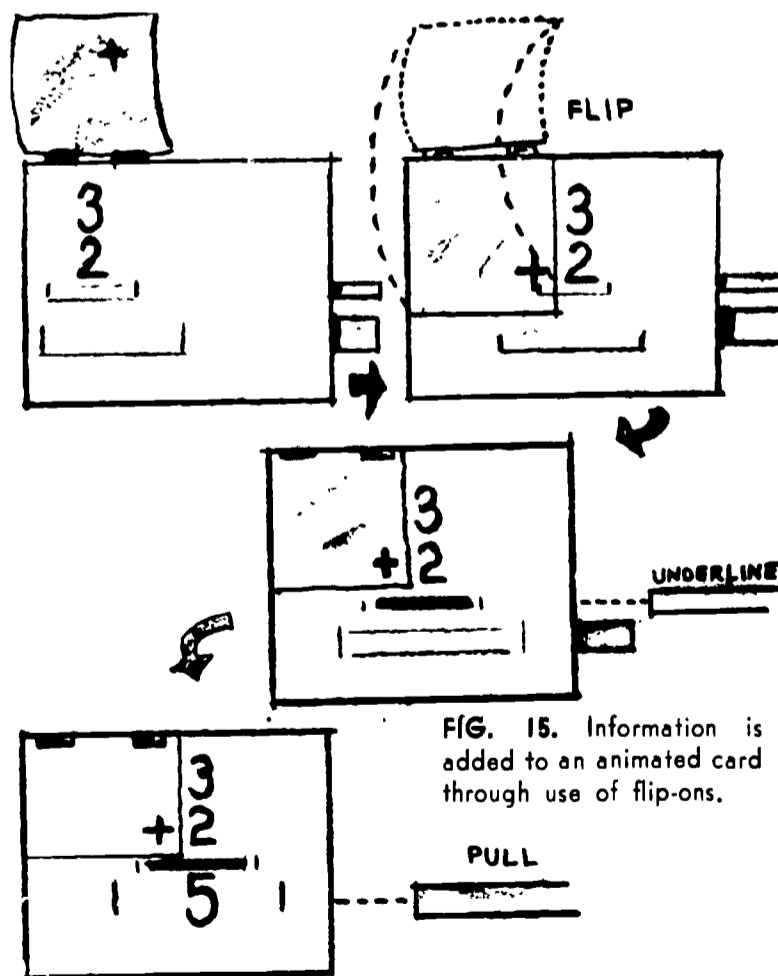 +
3
2
FLIP
3
+ 2
3
+ 2
UNDERLINE
FIG. 15. Information is
added to an animated card
through use of flip-ons.
3
+ 2
5
PULL